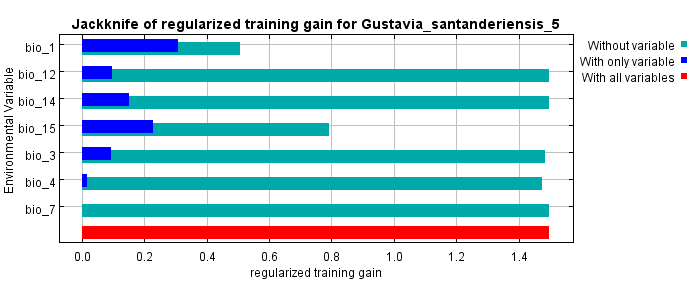 Jackknife of regularized training gain for Gustavia_santanderiensis_5
Environmental Variable
bio_1
bio_12
bio_14
bio_15
bio_3
bio_4
bio_7
Without variable
With only variable
With all variables
0.0 0.2 0.4 0.6 0.8 1.0 1.2 1.4
regularized training gain